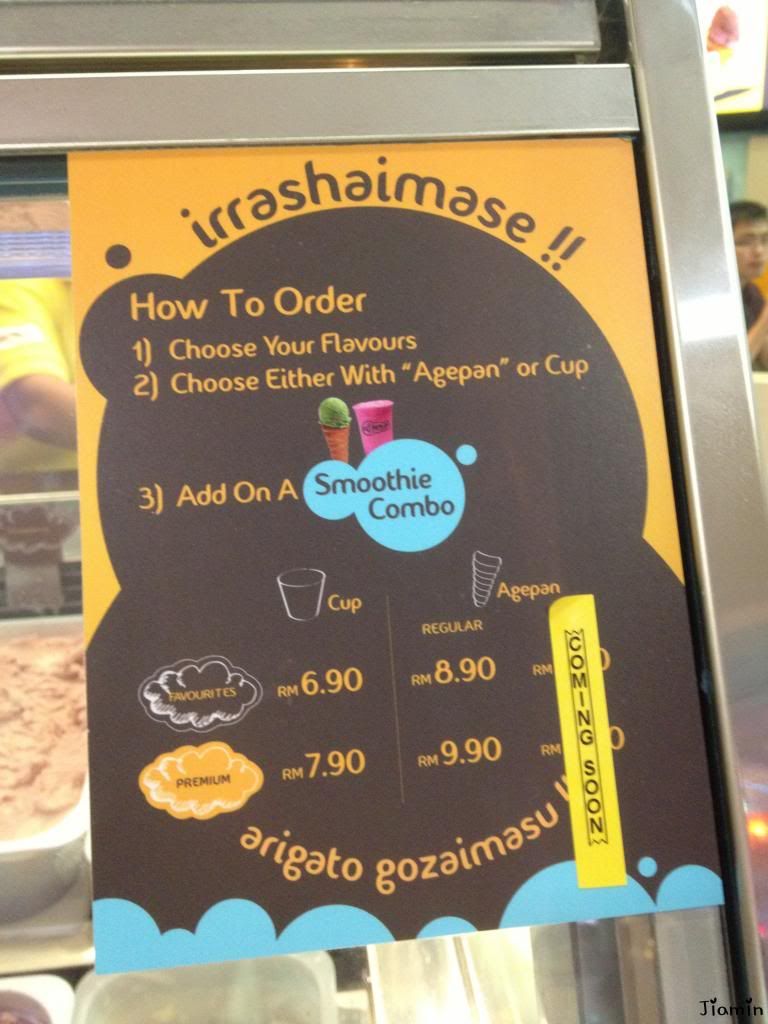 irrashaimase !!
How To Order
1) Choose Your Flavours
2) Choose Either With "Agepan" or Cup
3) Add On A Smoothie Combo
Cup
Agepan
REGULAR
FAVOURITES RM 6.90 RM 8.90 RM
PREMIUM RM 7.90 RM 9.90 RM
COMING SOON
arigato gozaimasu !!
Jiamin